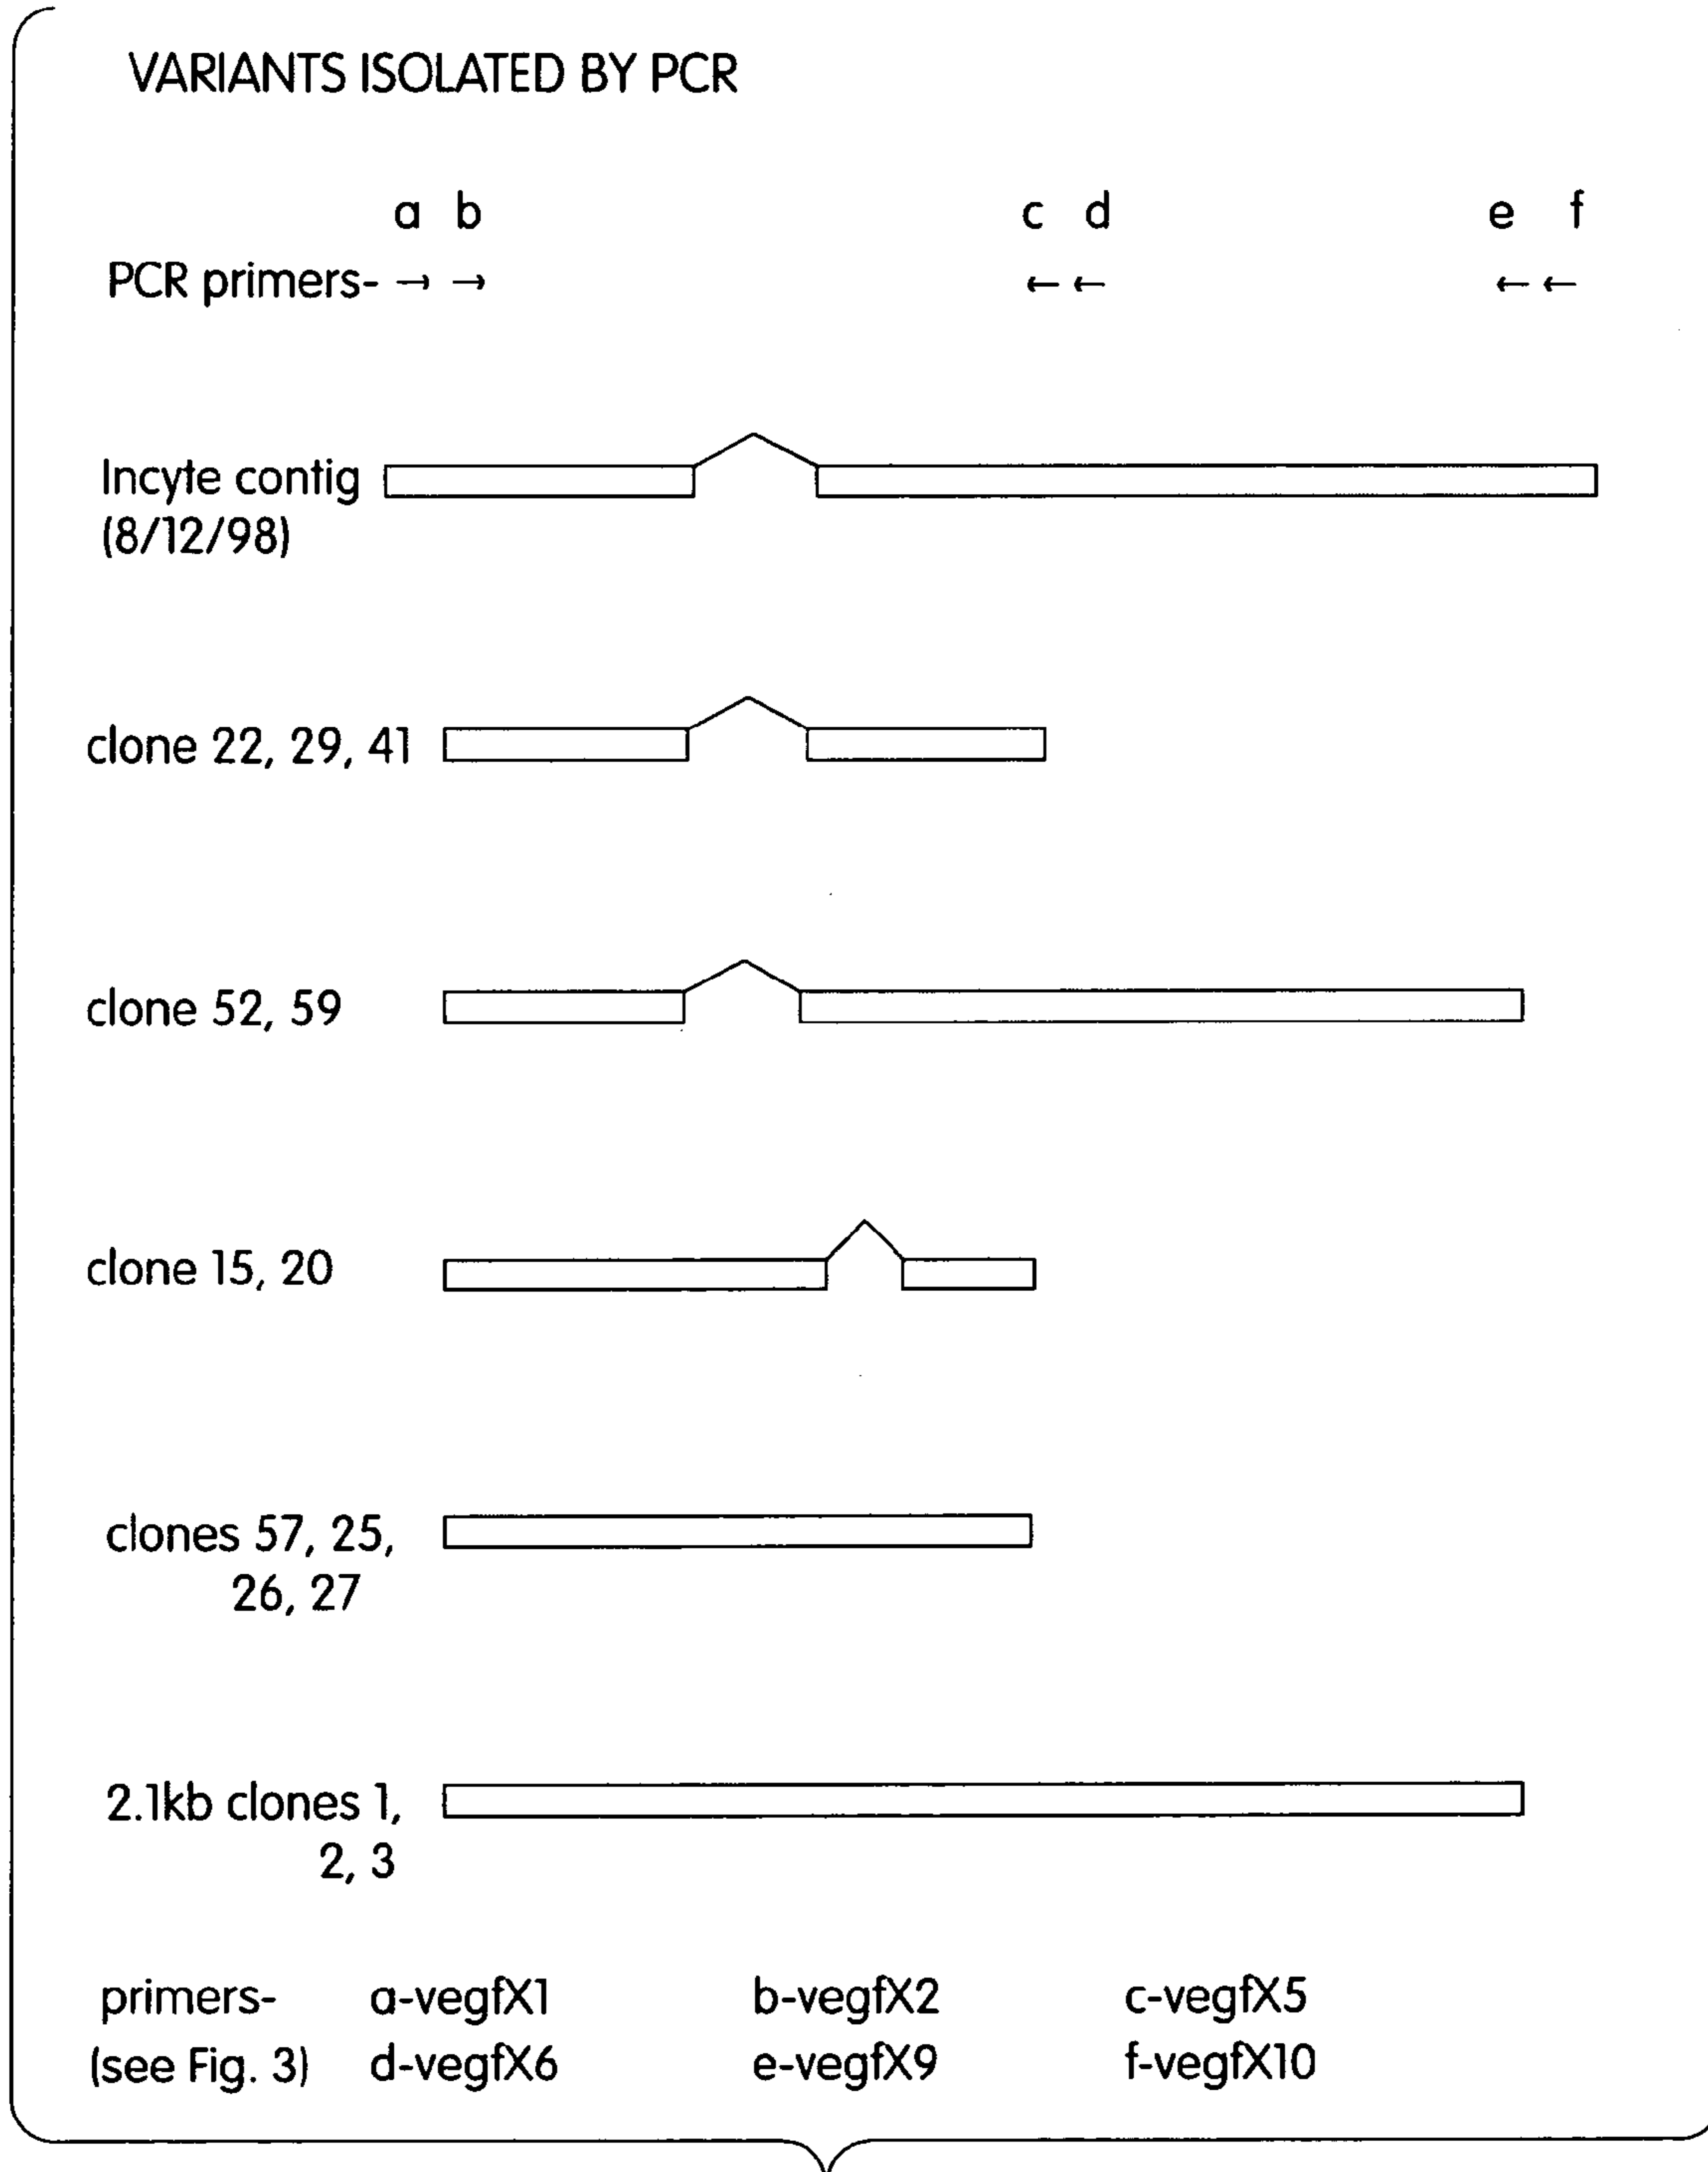 VARIANTS ISOLATED BY PCR
a b c d e f
PCR primers- → → ← ← ← ←
Incyte contig
(8/12/98)
clone 22, 29, 41
clone 52, 59
clone 15, 20
clones 57, 25,
26, 27
2.1kb clones 1,
2, 3
primers- a-vegfX1 b-vegfX2 c-vegfX5
(see Fig. 3) d-vegfX6 e-vegfX9 f-vegfX10